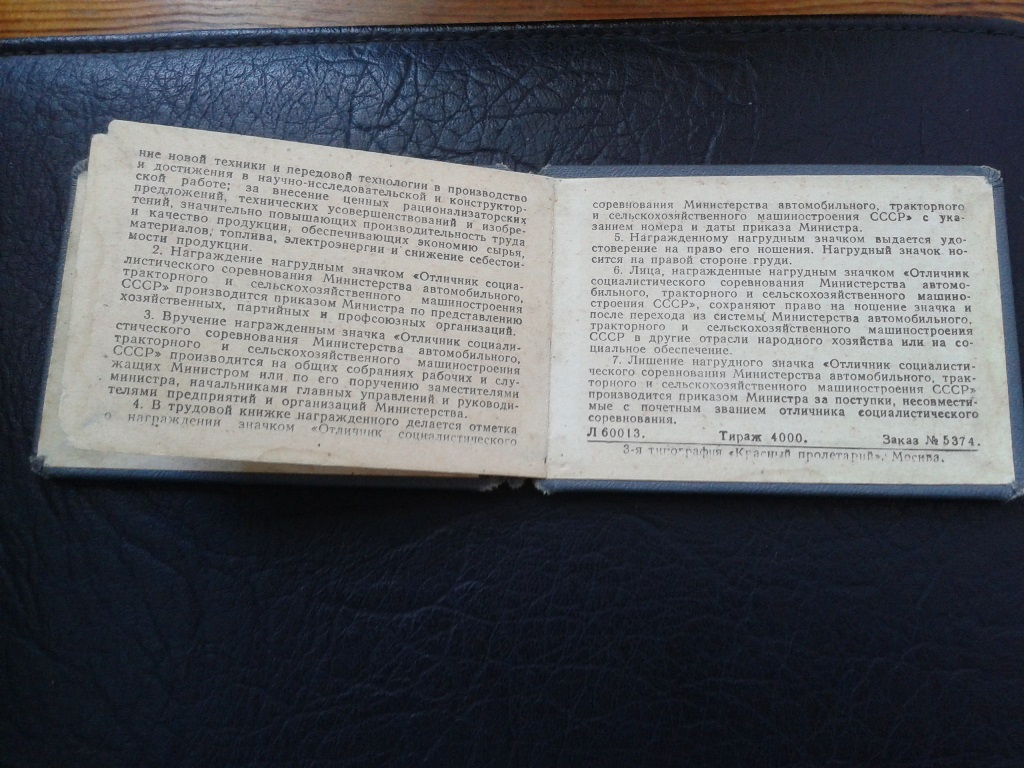 ние новой техники и передовой технологии в производство
и достижения в научно-исследовательской и конструктор-
ской работе; за внесение ценных рационализаторских
предложений, технических усовершенствований и изобре-
тений, значительно повышающих производительность труда
и качество продукции, обеспечивающих экономию сырья,
материалов, топлива, электроэнергии и снижение себестои-
мости продукции.
2. Награждение нагрудным значком «Отличник социа-
листического соревнования Министерства автомобильного,
тракторного и сельскохозяйственного машиностроения
СССР» производится приказом Министра по представлению
хозяйственных, партийных и профсоюзных организаций.
3. Вручение награжденным значка «Отличник социали-
стического соревнования Министерства автомобильного,
тракторного и сельскохозяйственного машиностроения
СССР» производится на общих собраниях рабочих и слу-
жащих Министром или по его поручению заместителями
министра, начальниками главных управлений и руководи-
телями предприятий и организаций Министерства.
4. В трудовой книжке награжденного делается отметка
о награждении значком «Отличник социалистического
соревнования Министерства автомобильного, тракторного
и сельскохозяйственного машиностроения СССР» с ука-
занием номера и даты приказа Министра.
5. Награжденному нагрудным значком выдается удо-
стоверение на право его ношения. Нагрудный значок но-
сится на правой стороне груди.
6. Лица, награжденные нагрудным значком «Отличник
социалистического соревнования Министерства автомо-
бильного, тракторного и сельскохозяйственного машино-
строения СССР», сохраняют право на ношение значка и
после перехода из системы Министерства автомобильного,
тракторного и сельскохозяйственного машиностроения
СССР в другие отрасли народного хозяйства или на со-
циальное обеспечение.
7. Лишение нагрудного значка «Отличник социалисти-
ческого соревнования Министерства автомобильного, трак-
торного и сельскохозяйственного машиностроения СССР»
производится приказом Министра за поступки, несовмести-
мые с почетным званием отличника социалистического
соревнования.
Л 60013. Тираж 4000. Заказ № 5374.
3-я типография «Красный пролетарий», Москва.